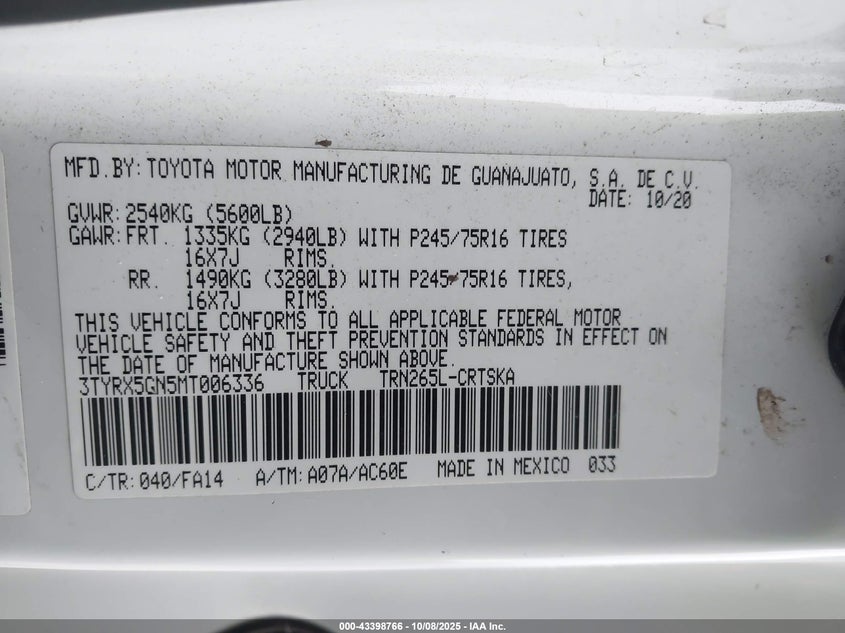 MFD.BY:TOYOTA MOTOR MANUFACTURING DE GUANAJUATO, S.A. DE C.V.
DATE: 10/20
GVWR:2540KG (5600LB)
GAWR:FRT. 1335KG (2940LB) WITH P245/75R16 TIRES
16X7J RIMS.
RR. 1490KG (3280LB) WITH P245/75R16 TIRES,
16X7J RIMS.
THIS VEHICLE CONFORMS TO ALL APPLICABLE FEDERAL MOTOR
VEHICLE SAFETY AND THEFT PREVENTION STANDARDS IN EFFECT ON
THE DATE OF MANUFACTURE SHOWN ABOVE.
3TYRX5GN5MT006336 TRUCK TRN265L-CRTSKA
C/TR:040/FA14 A/TM:A07A/AC60E MADE IN MEXICO 033
000-43398766 | 10/08/2025 - IAA Inc.